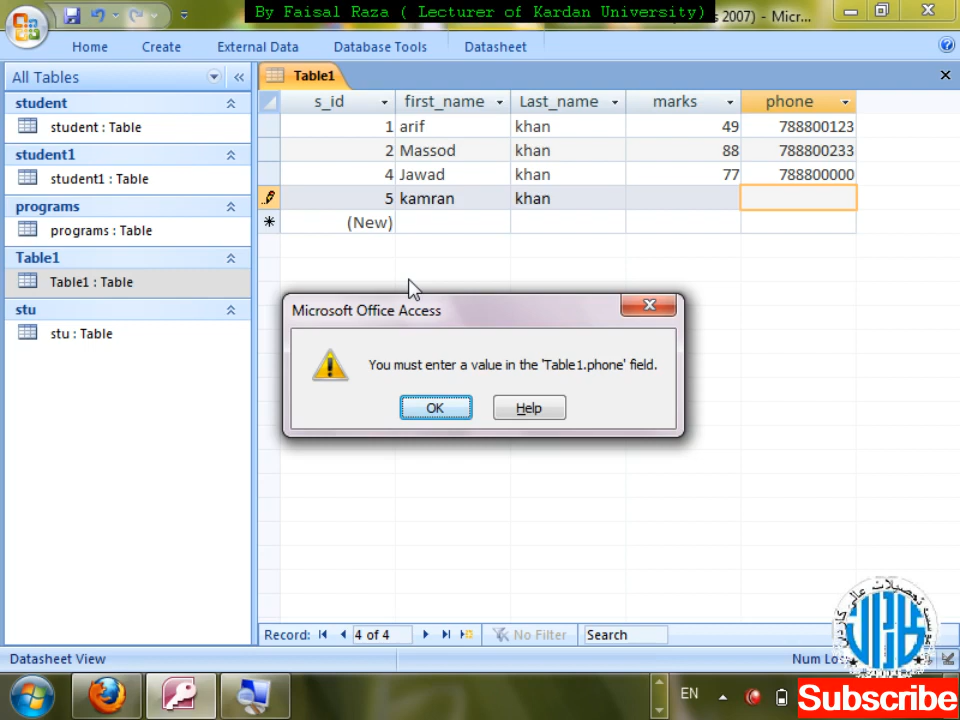 By Faisal Raza ( Lecturer of Kardan University)
2007) - Micr...
Home Create External Data Database Tools Datasheet
All Tables
student
student : Table
student1
student1 : Table
programs
programs : Table
Table1
Table1 : Table
stu
stu : Table
Table1
s_id first_name Last_name marks phone
1 arif khan 49 788800123
2 Massod khan 88 788800233
4 Jawad khan 77 788800000
5 kamran khan
(New)
Microsoft Office Access
You must enter a value in the 'Table1.phone' field.
OK Help
Record: 4 of 4 No Filter Search
Datasheet View
Num Lo
EN
Subscribe